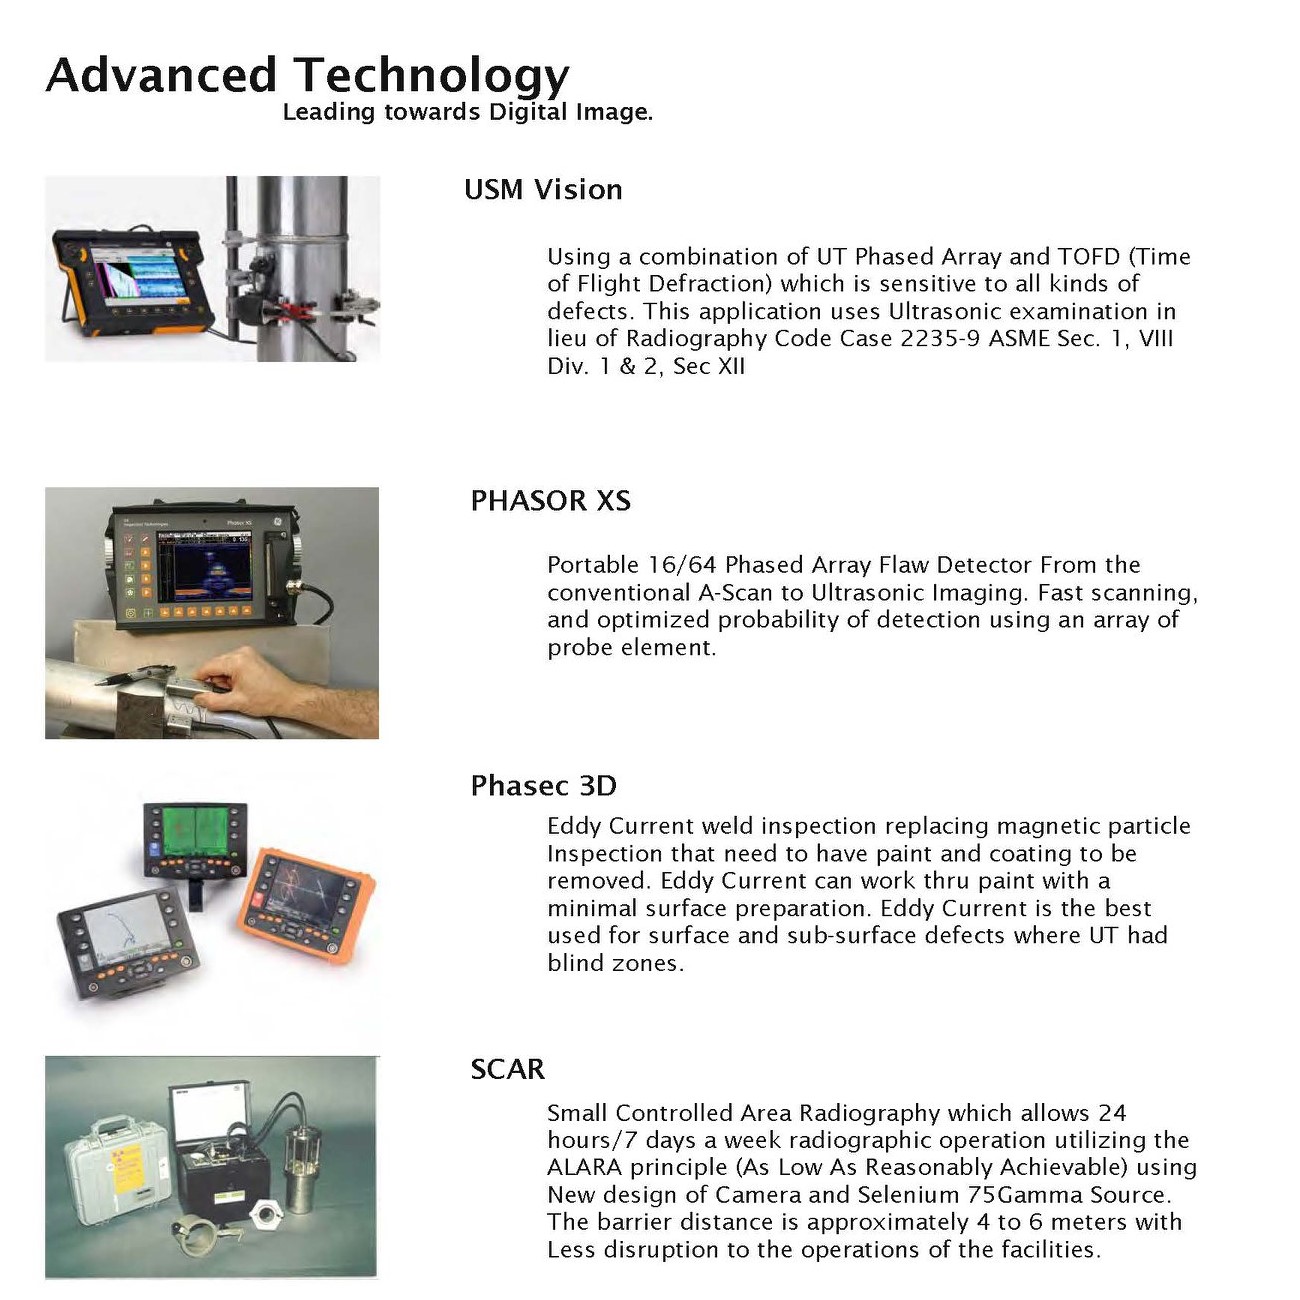 Advanced Technology
Leading towards Digital Image.
USM Vision
Using a combination of UT Phased Array and TOFD (Time
of Flight Defraction) which is sensitive to all kinds of
defects. This application uses Ultrasonic examination in
lieu of Radiography Code Case 2235-9 ASME Sec. 1, VIII
Div. 1 & 2, Sec XII
PHASOR XS
Phasor XS
Portable 16/64 Phased Array Flaw Detector From the
conventional A-Scan to Ultrasonic Imaging. Fast scanning,
and optimized probability of detection using an array of
probe element.
Phasec 3D
Eddy Current weld inspection replacing magnetic particle
Inspection that need to have paint and coating to be
removed. Eddy Current can work thru paint with a
minimal surface preparation. Eddy Current is the best
used for surface and sub-surface defects where UT had
blind zones.
SCAR
Small Controlled Area Radiography which allows 24
hours/7 days a week radiographic operation utilizing the
ALARA principle (As Low As Reasonably Achievable) using
New design of Camera and Selenium 75Gamma Source.
The barrier distance is approximately 4 to 6 meters with
Less disruption to the operations of the facilities.